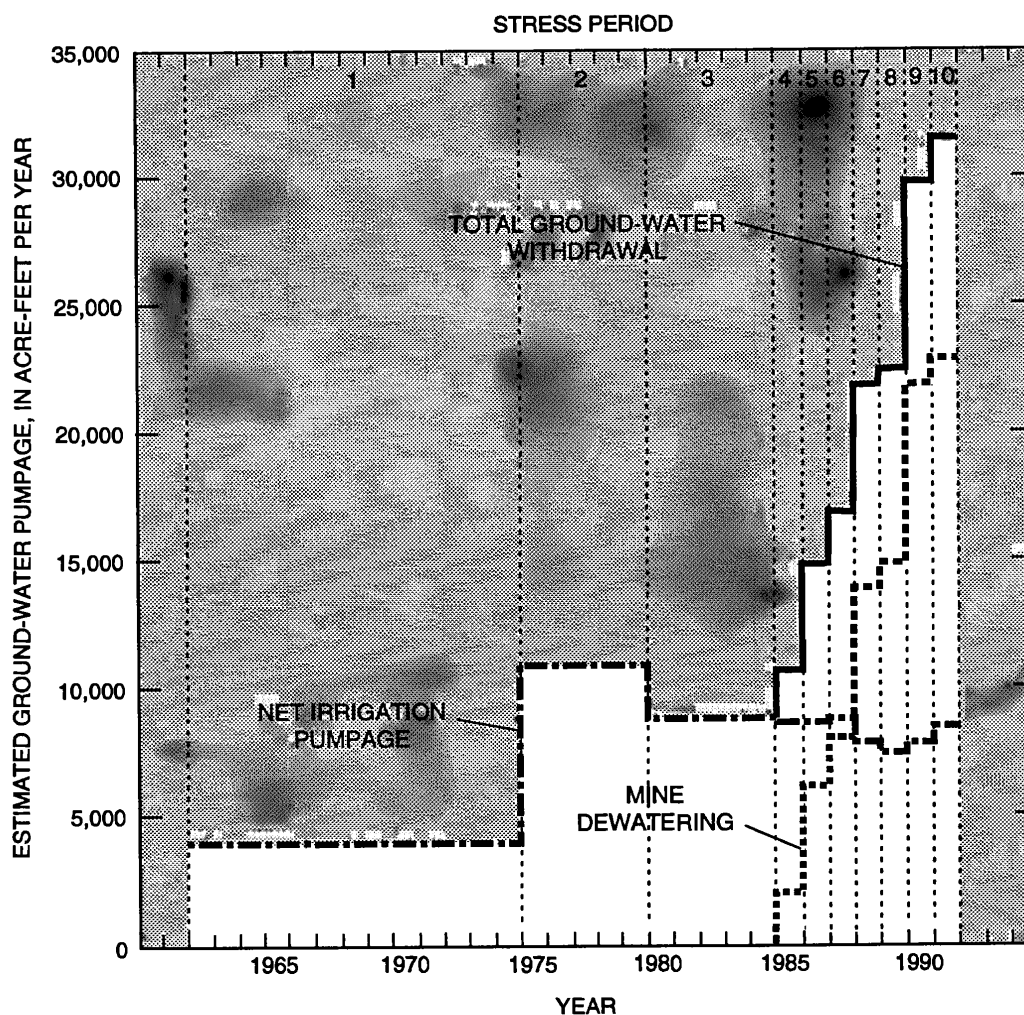 STRESS PERIOD
35,000
1 2 3 4 5 6 7 8 9 10
30,000
TOTAL GROUND-WATER
WITHDRAWAL
25,000
20,000
15,000
10,000
NET IRRIGATION
PUMPAGE
MINE
DEWATERING
5,000
0
1965 1970 1975 1980 1985 1990
YEAR
ESTIMATED GROUND-WATER PUMPAGE, IN ACRE-FEET PER YEAR